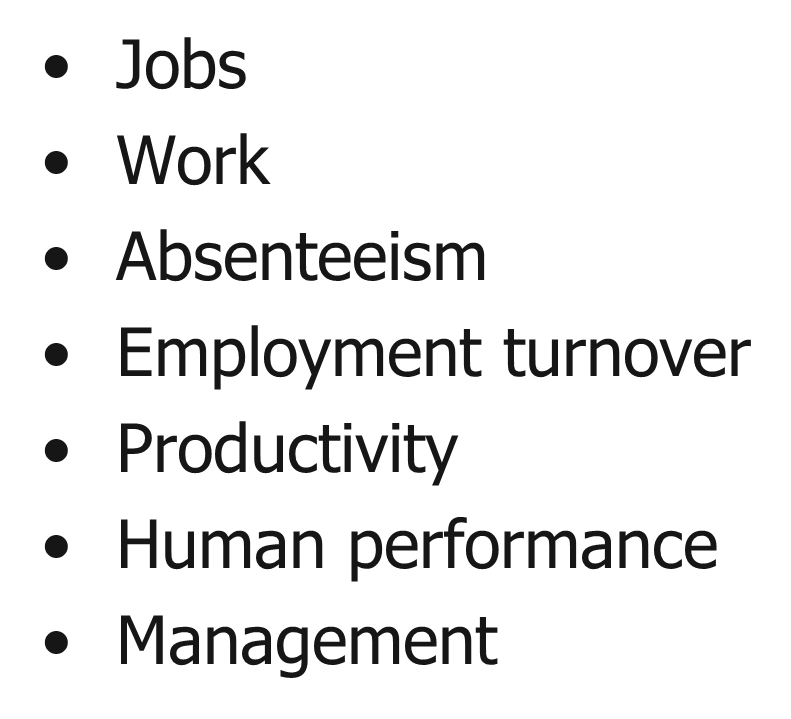 • Jobs
• Work
• Absenteeism
• Employment turnover
• Productivity
• Human performance
• Management